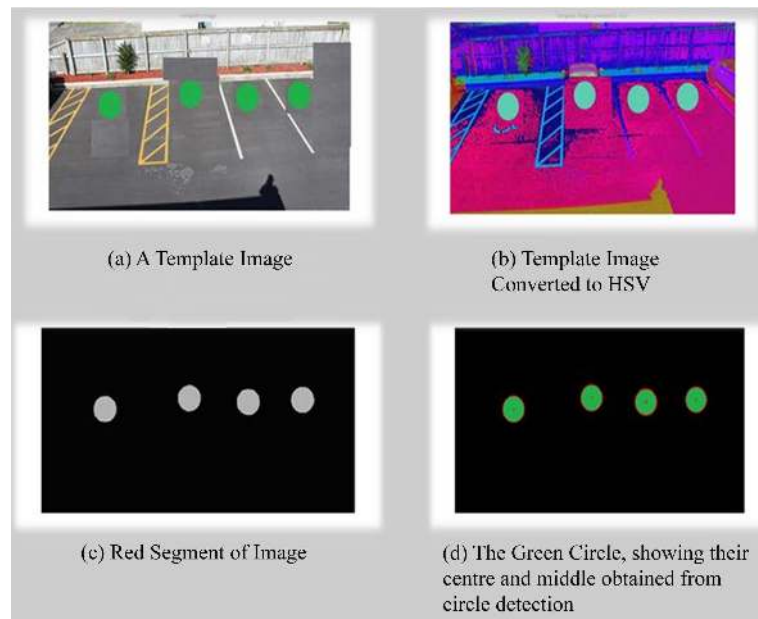 (a) A Template Image
(b) Template Image
Converted to HSV
(c) Red Segment of Image
(d) The Green Circle, showing their
centre and middle obtained from
circle detection